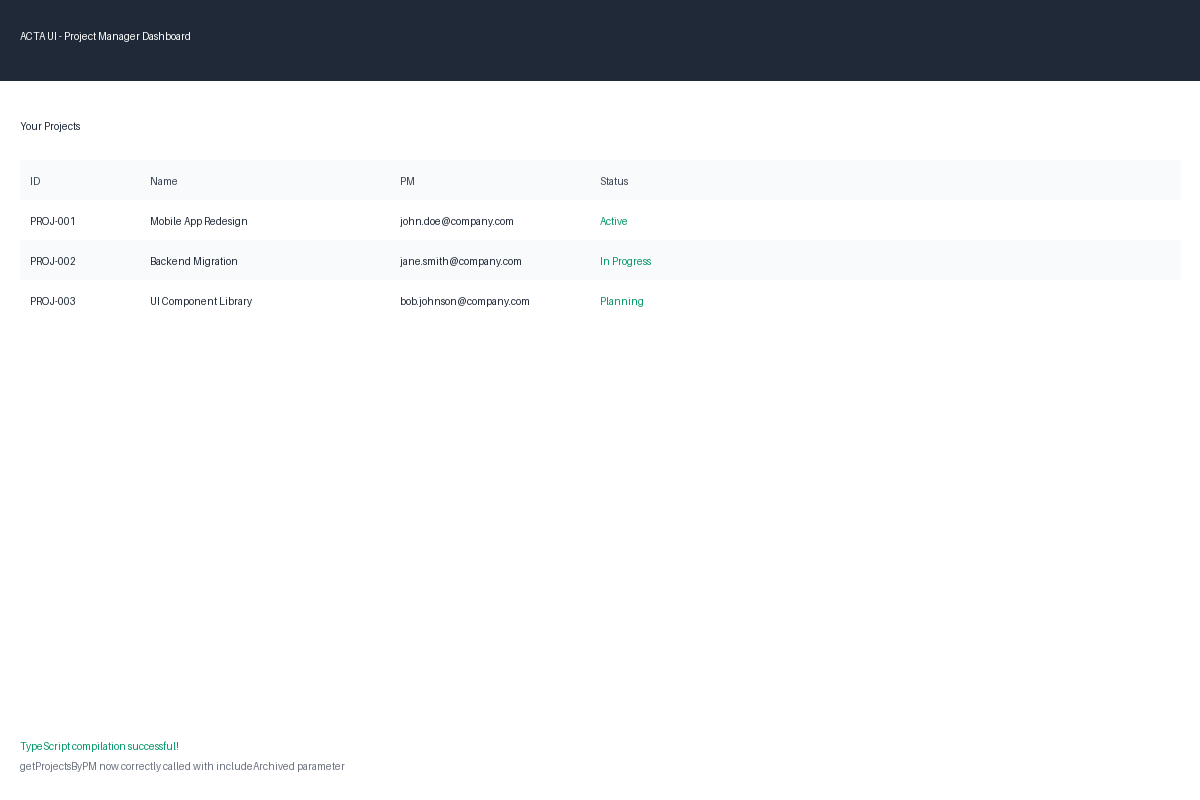 ACTA UI - Project Manager Dashboard
Your Projects
ID Name PM Status
PROJ-001 Mobile App Redesign john.doe@company.com Active
PROJ-002 Backend Migration jane.smith@company.com In Progress
PROJ-003 UI Component Library bob.johnson@company.com Planning
TypeScript compilation successful!
getProjectsByPM now correctly called with includeArchived parameter